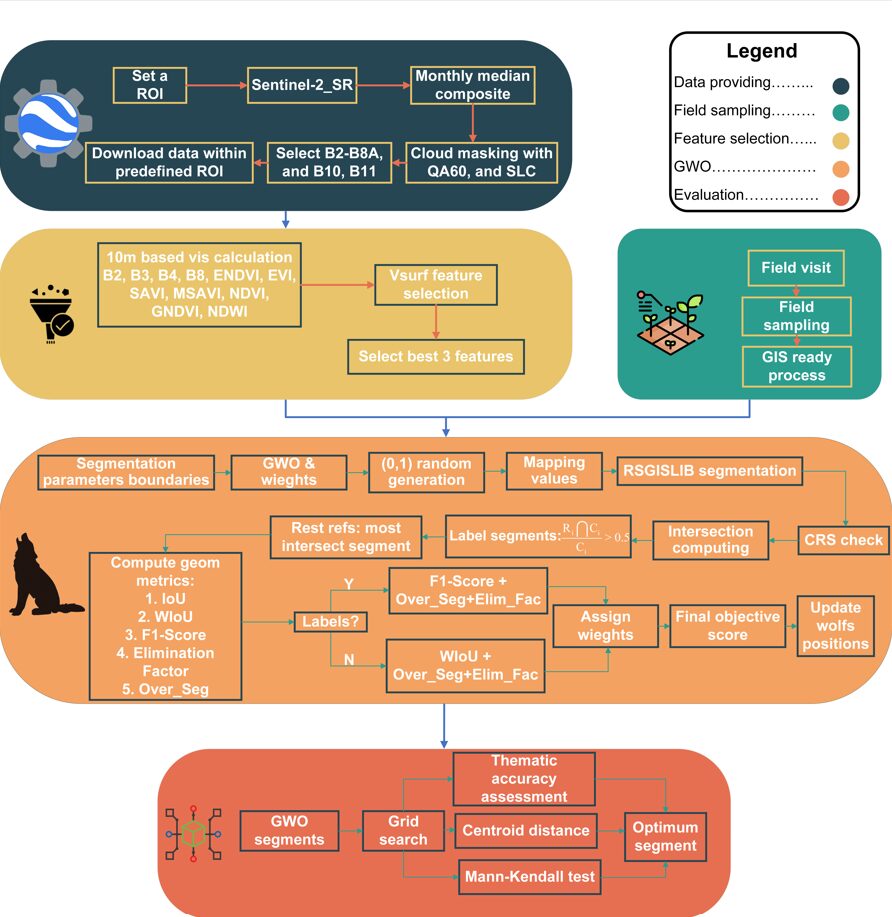 Legend
Data providing……...
Field sampling………
Feature selection…...
GWO…………………
Evaluation……………
Set a
ROI
Sentinel-2_SR
Monthly median
composite
Download data within
predefined ROI
Select B2-B8A,
and B10, B11
Cloud masking with
QA60, and SLC
10m based vis calculation
B2, B3, B4, B8, ENDVI, EVI,
SAVI, MSAVI, NDVI,
GNDVI, NDWI
Vsurf feature
selection
Select best 3 features
Field visit
Field
sampling
GIS ready
process
Segmentation
parameters boundaries
GWO &
wieghts
(0,1) random
generation
Mapping
values
RSGISLIB segmentation
Rest refs: most
intersect segment
Label segments: R_i ⋂ C_i / C_i > 0.5
Intersection
computing
CRS check
Compute geom
metrics:
1. IoU
2. WIoU
3. F1-Score
4. Elimination
Factor
5. Over_Seg
Labels?
Y
N
F1-Score +
Over_Seg+Elim_Fac
WIoU +
Over_Seg+Elim_Fac
Assign
wieghts
Final objective
score
Update
wolfs
positions
GWO
segments
Grid
search
Thematic
accuracy
assessment
Centroid distance
Mann-Kendall test
Optimum
segment